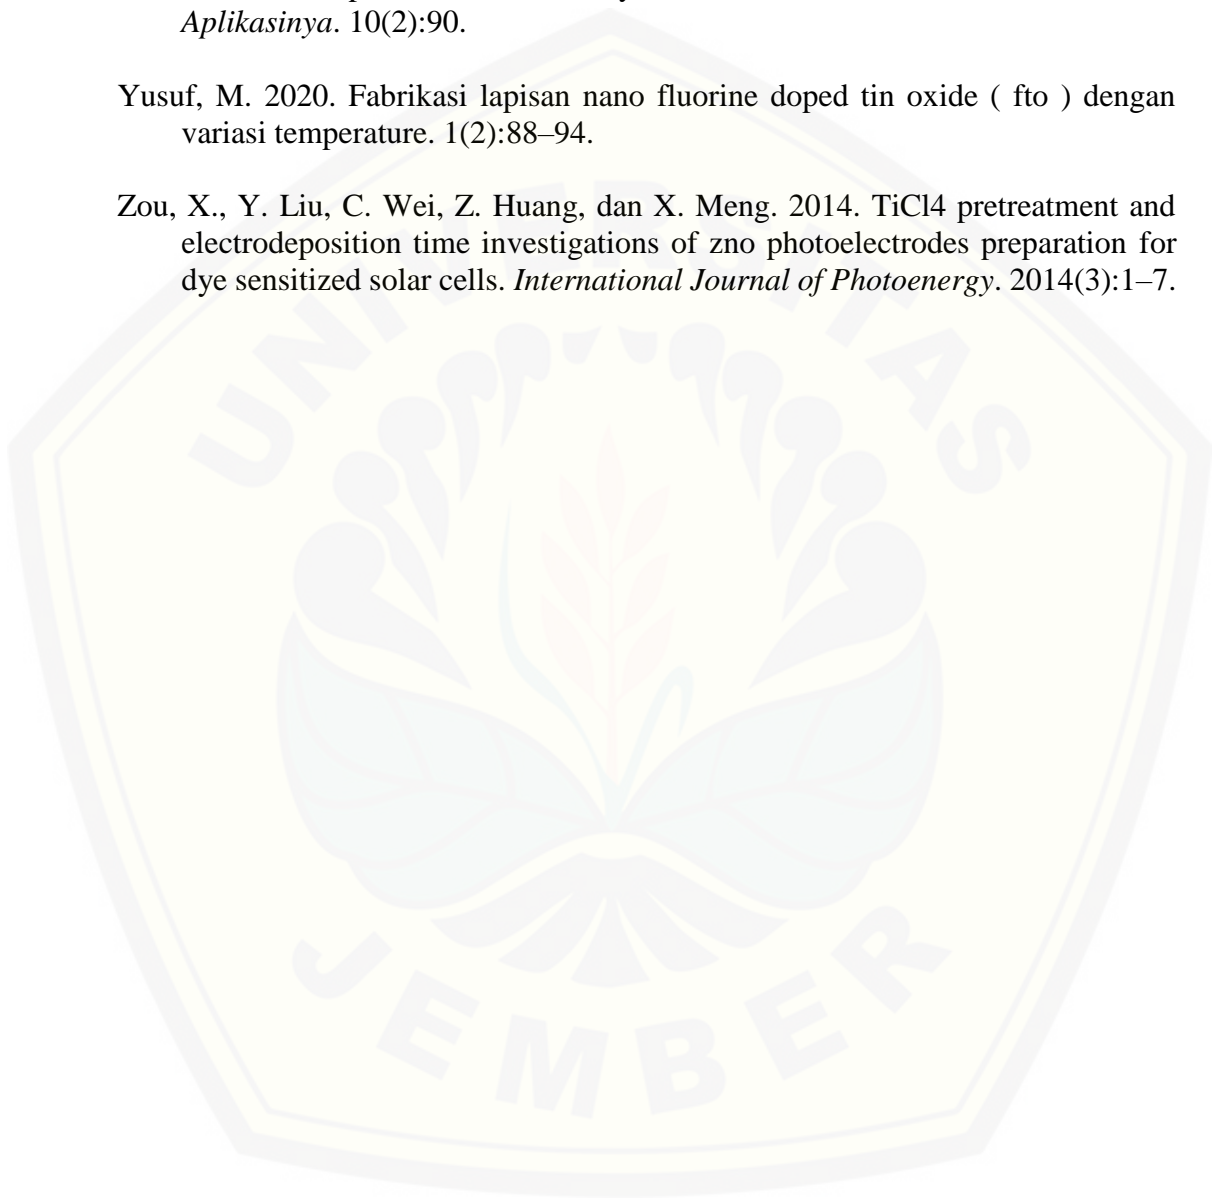 Aplikasinya. 10(2):90.
Yusuf, M. 2020. Fabrikasi lapisan nano fluorine doped tin oxide ( fto ) dengan
variasi temperature. 1(2):88–94.
Zou, X., Y. Liu, C. Wei, Z. Huang, dan X. Meng. 2014. TiCl4 pretreatment and
electrodeposition time investigations of zno photoelectrodes preparation for
dye sensitized solar cells. International Journal of Photoenergy. 2014(3):1–7.
UNIVERSITAS
JEMBER